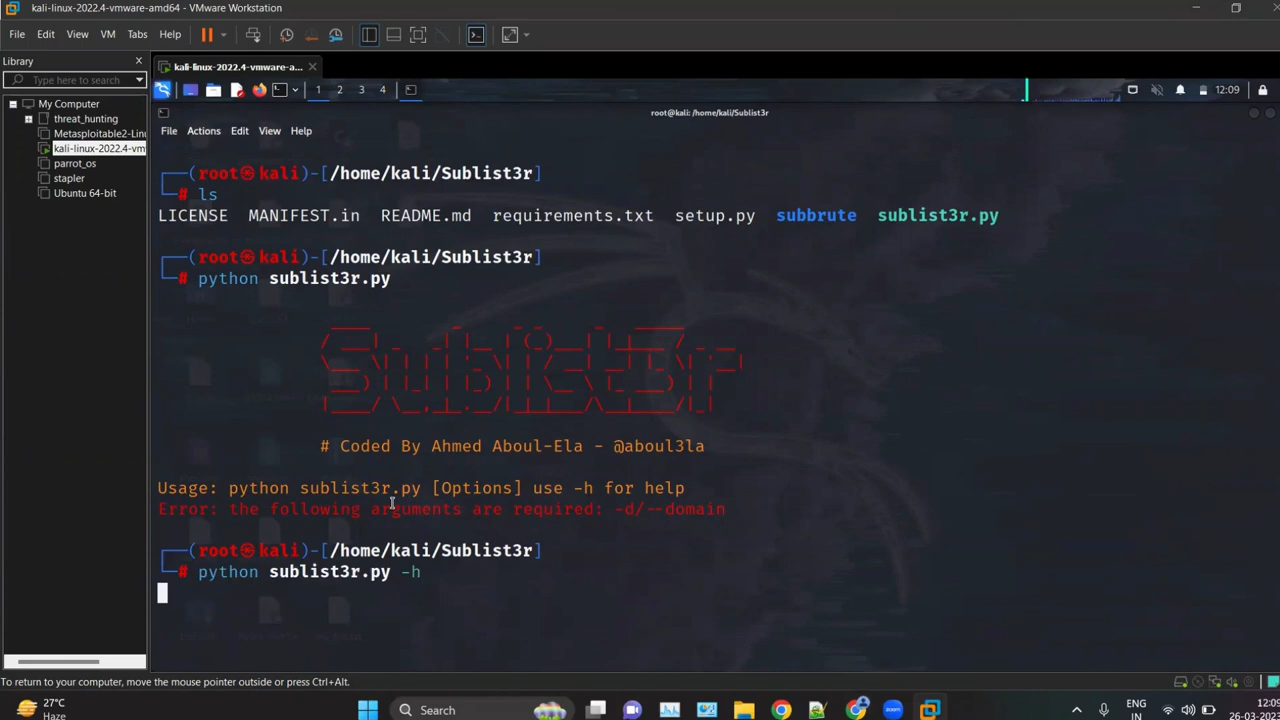 kali-linux-2022.4-vmware-amd64 - VMware Workstation
File Edit View VM Tabs Help
Library
Type here to search
My Computer
threat_hunting
Metasploitable2-Linu
kali-linux-2022.4-vm
parrot_os
stapler
Ubuntu 64-bit
kali-linux-2022.4-vmware-a...
1 2 3 4
12:09
root@kali: /home/kali/Sublist3r
File Actions Edit View Help
(root㉿kali)-[/home/kali/Sublist3r]
# ls
LICENSE MANIFEST.in README.md requirements.txt setup.py subbrute sublist3r.py
(root㉿kali)-[/home/kali/Sublist3r]
# python sublist3r.py
Sublist3r
# Coded By Ahmed Aboul-Ela - @aboul3la
Usage: python sublist3r.py [Options] use -h for help
Error: the following arguments are required: -d/--domain
(root㉿kali)-[/home/kali/Sublist3r]
# python sublist3r.py -h
To return to your computer, move the mouse pointer outside or press Ctrl+Alt.
27°C
Haze
Search
ENG
IN
26-03-2023